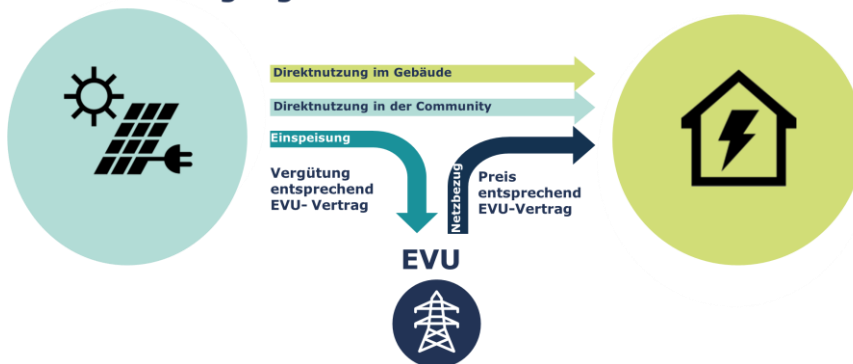 Direktnutzung im Gebäude
Direktnutzung in der Community
Einspeisung
Vergütung
entsprechend
EVU- Vertrag
Netzbezug
Preis
entsprechend
EVU-Vertrag
EVU